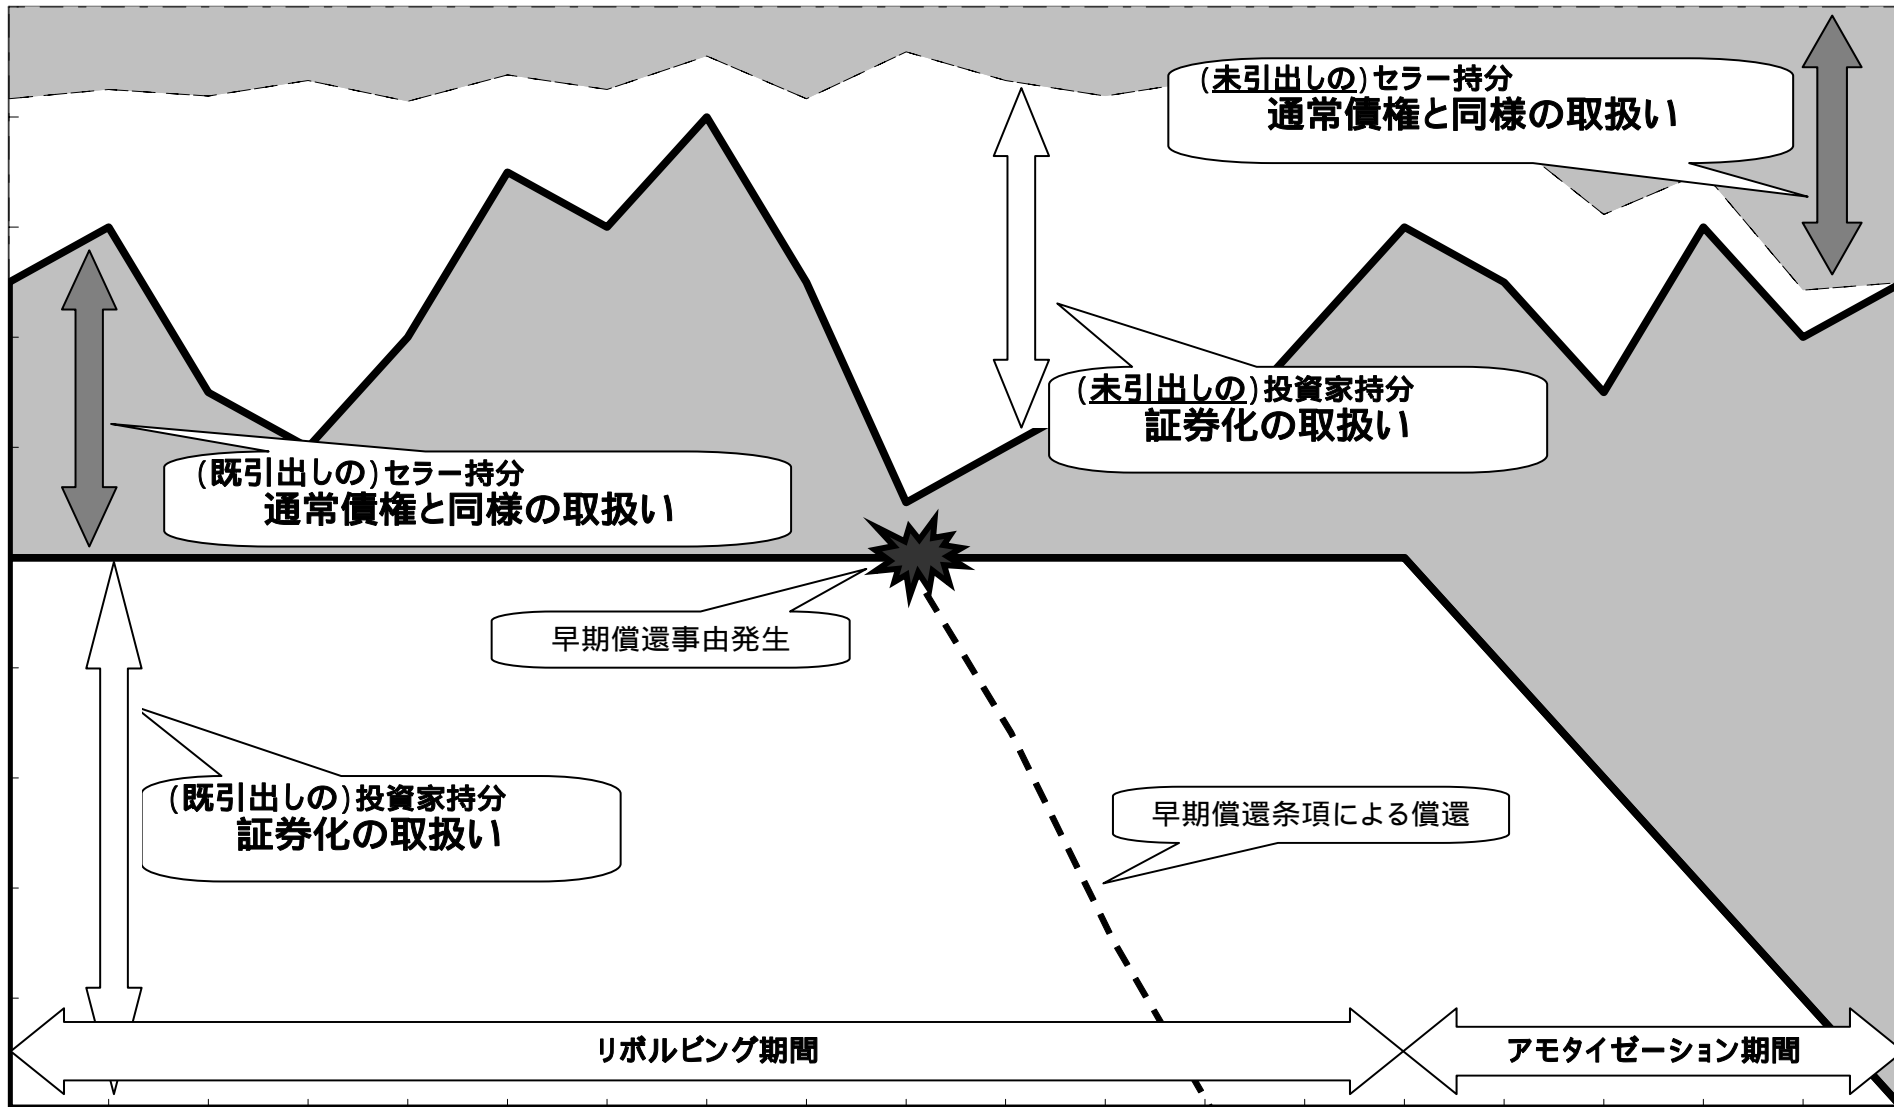 (未引出しの)セラー持分
通常債権と同様の取扱い
(未引出しの)投資家持分
証券化の取扱い
(既引出しの)セラー持分
通常債権と同様の取扱い
早期償還事由発生
(既引出しの)投資家持分
証券化の取扱い
早期償還条項による償還
リボルビング期間
アモタイゼーション期間